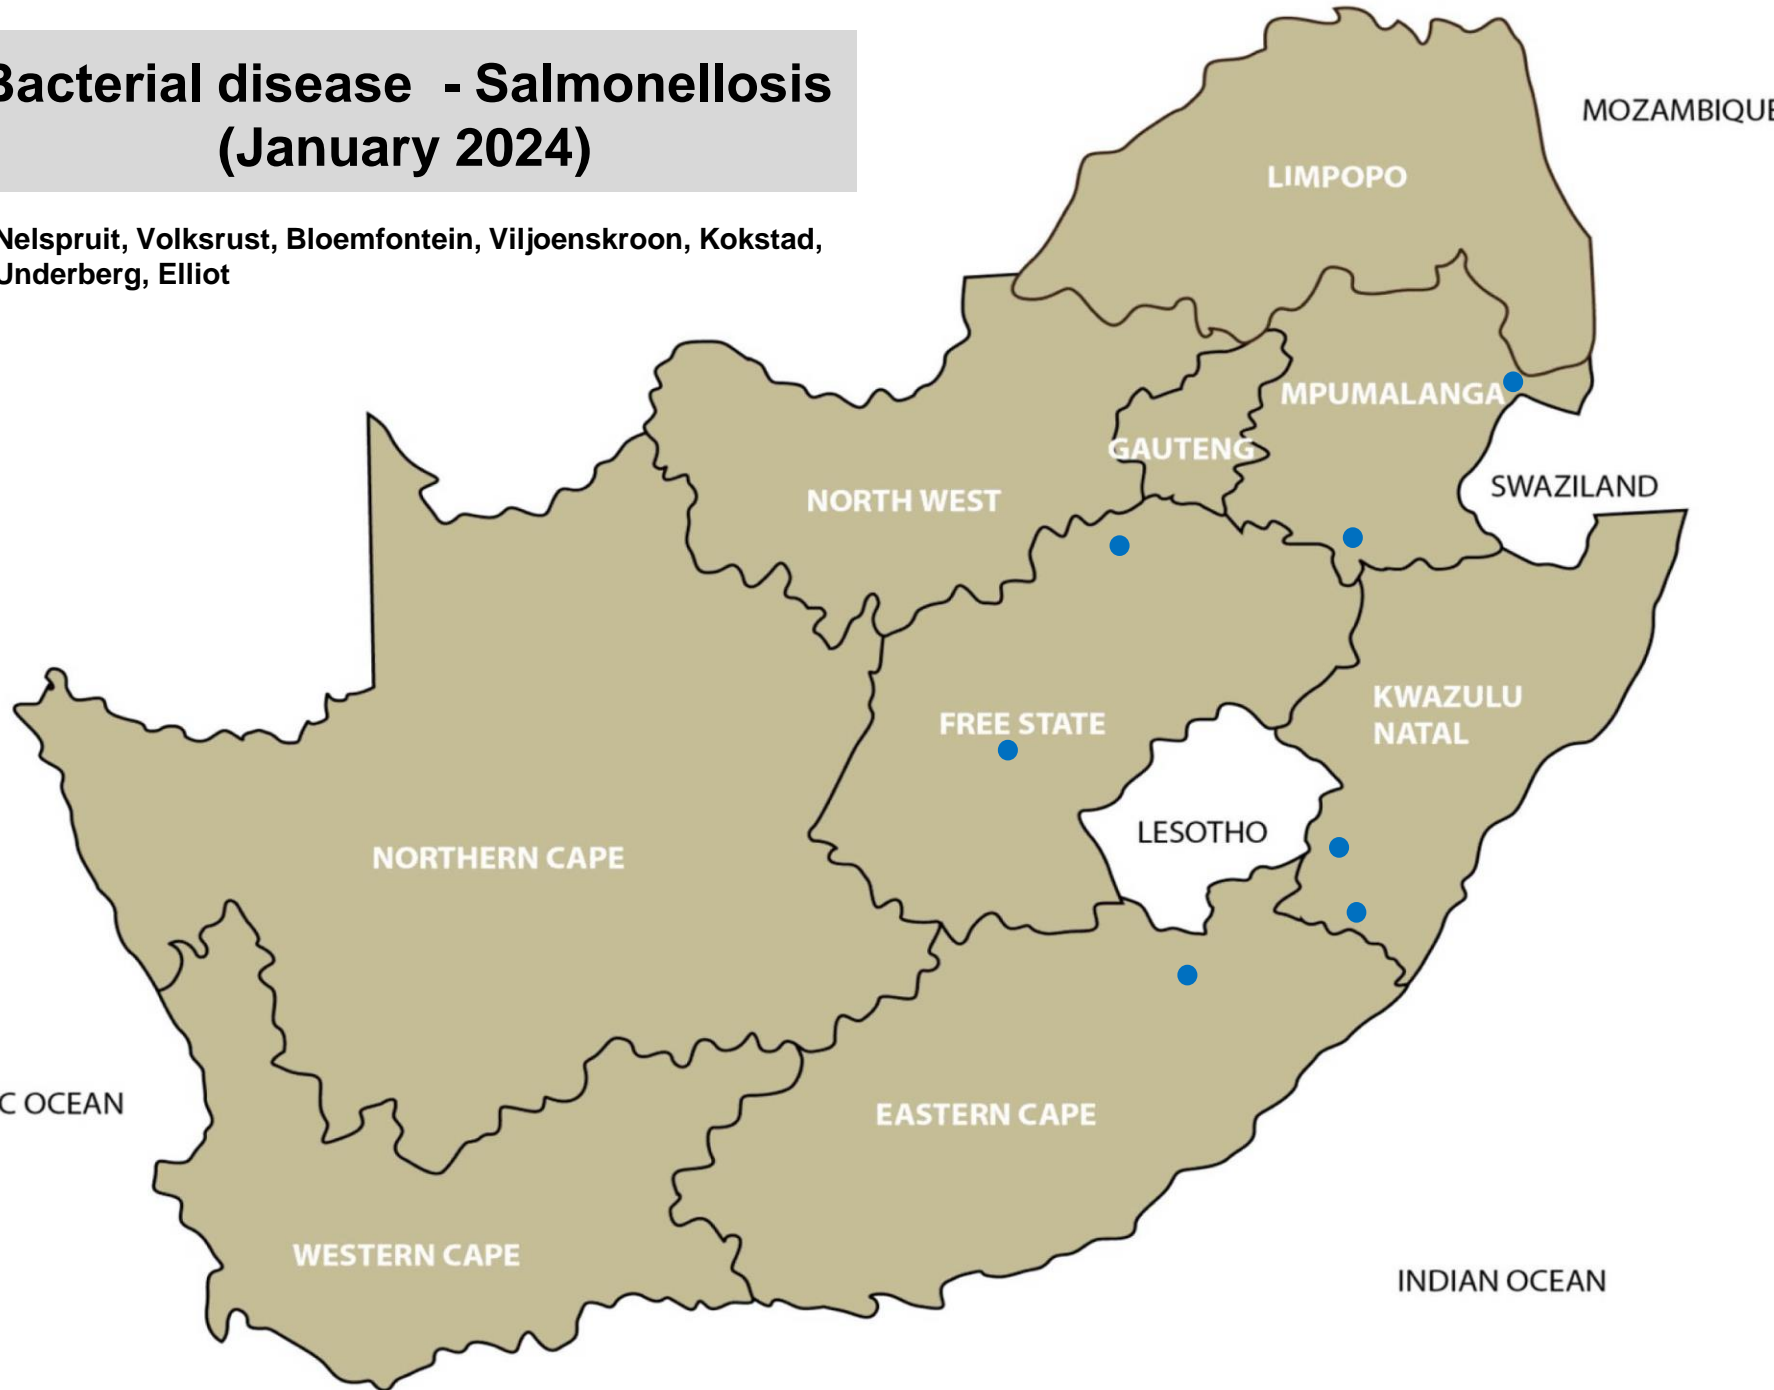 Bacterial disease - Salmonellosis
(January 2024)
Nelspruit, Volksrust, Bloemfontein, Viljoenskroon, Kokstad,
Underberg, Elliot
MOZAMBIQUE
LIMPOPO
MPUMALANGA
GAUTENG
NORTH WEST
SWAZILAND
KWAZULU
NATAL
FREE STATE
LESOTHO
NORTHERN CAPE
C OCEAN
EASTERN CAPE
WESTERN CAPE
INDIAN OCEAN